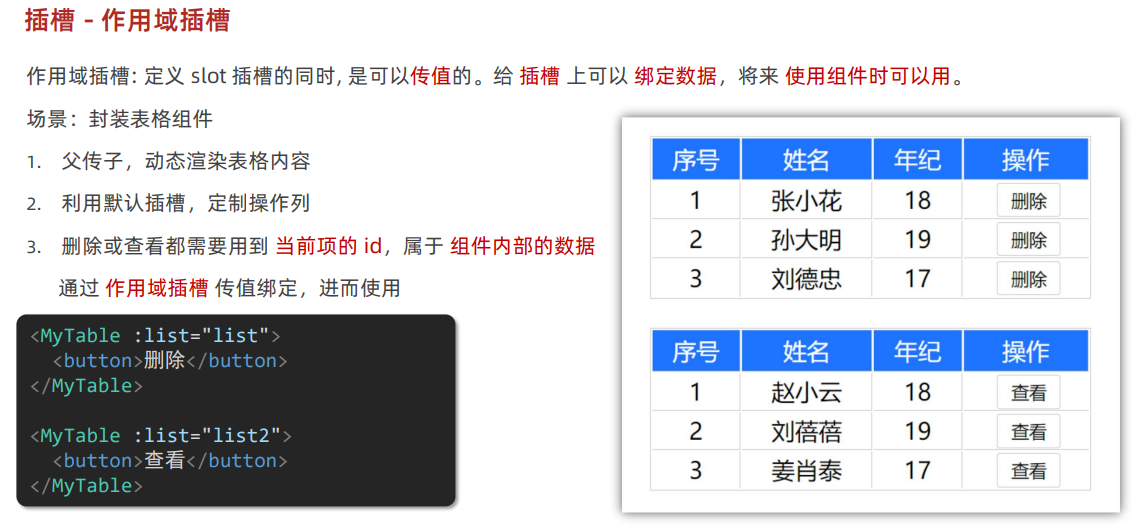 插槽 - 作用域插槽
作用域插槽: 定义 slot 插槽的同时, 是可以传值的。给 插槽 上可以 绑定数据，将来 使用组件时可以用。
场景：封装表格组件
1. 父传子，动态渲染表格内容
2. 利用默认插槽，定制操作列
3. 删除或查看都需要用到 当前项的 id，属于 组件内部的数据
通过 作用域插槽 传值绑定，进而使用
<MyTable :list="list">
<button>删除</button>
</MyTable>
<MyTable :list="list2">
<button>查看</button>
</MyTable>
序号 姓名 年纪 操作
1 张小花 18 删除
2 孙大明 19 删除
3 刘德忠 17 删除
序号 姓名 年纪 操作
1 赵小云 18 查看
2 刘蓓蓓 19 查看
3 姜肖泰 17 查看